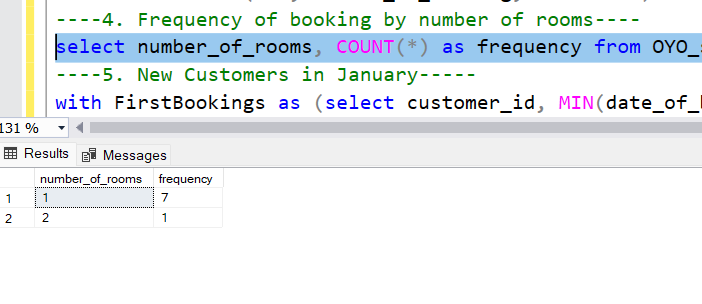 ----4. Frequency of booking by number of rooms----
select number_of_rooms, COUNT(*) as frequency from OYO_
----5. New Customers in January-----
with FirstBookings as (select customer_id, MIN(date_of_
131 %
Results Messages
number_of_rooms frequency
1 1 7
2 2 1